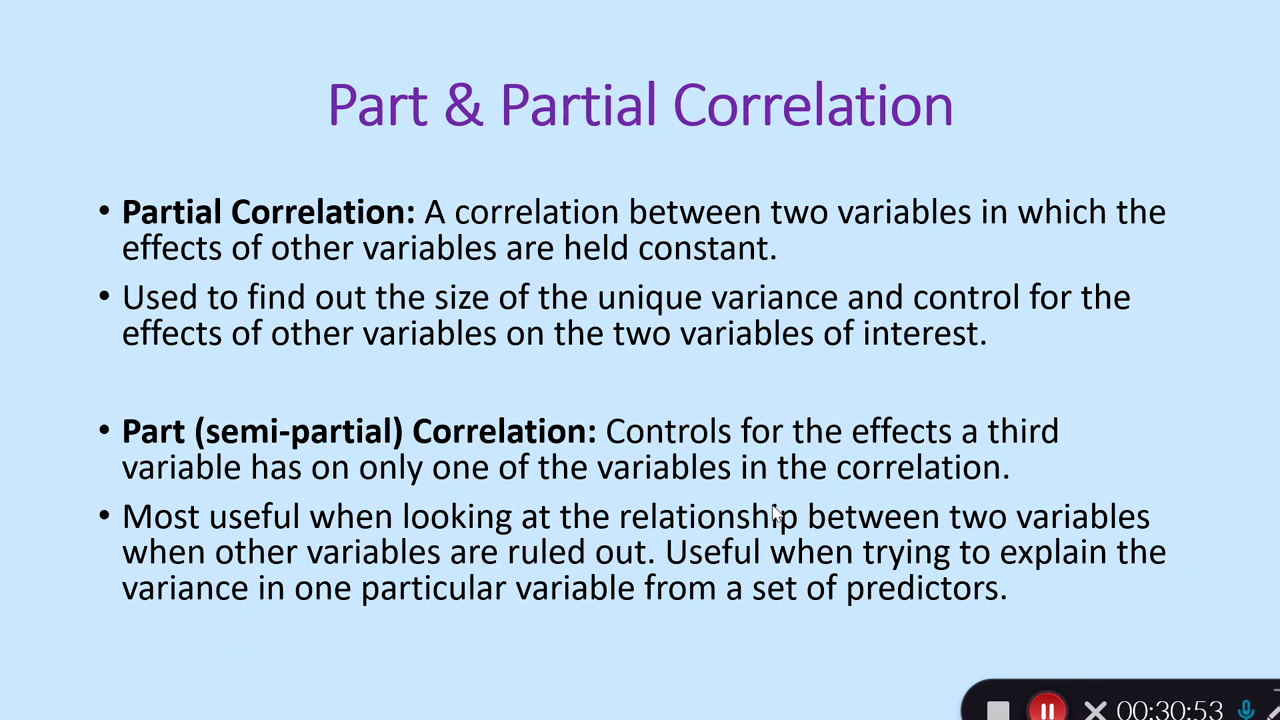 Part & Partial Correlation
• Partial Correlation: A correlation between two variables in which the
effects of other variables are held constant.
• Used to find out the size of the unique variance and control for the
effects of other variables on the two variables of interest.
• Part (semi-partial) Correlation: Controls for the effects a third
variable has on only one of the variables in the correlation.
• Most useful when looking at the relationship between two variables
when other variables are ruled out. Useful when trying to explain the
variance in one particular variable from a set of predictors.
00:30:53